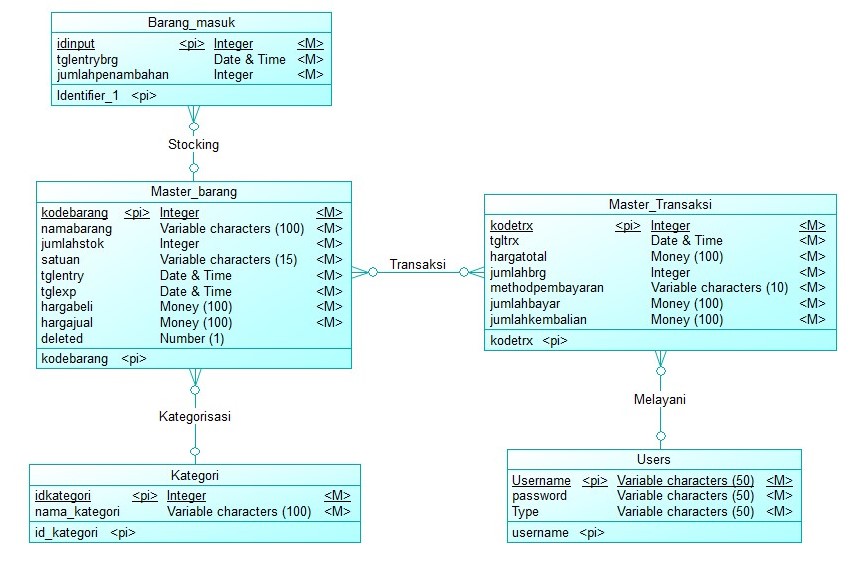 Barang_masuk
idinput <pi> Integer <M>
tglentrybrg Date & Time <M>
jumlahpenambahan Integer <M>
Identifier_1 <pi>
Stocking
Master_barang
kodebarang <pi> Integer <M>
namabarang Variable characters (100) <M>
jumlahstok Integer <M>
satuan Variable characters (15) <M>
tglentry Date & Time <M>
tglexp Date & Time <M>
hargabeli Money (100) <M>
hargajual Money (100) <M>
deleted Number (1)
kodebarang <pi>
Transaksi
Master_Transaksi
kodetrx <pi> Integer <M>
tgltrx Date & Time <M>
hargatotal Money (100) <M>
jumlahbrg Integer <M>
methodpembayaran Variable characters (10) <M>
jumlahbayar Money (100) <M>
jumlahkembalian Money (100) <M>
kodetrx <pi>
Kategorisasi
Kategori
idkategori <pi> Integer <M>
nama_kategori Variable characters (100) <M>
id_kategori <pi>
Melayani
Users
Username <pi> Variable characters (50) <M>
password Variable characters (50) <M>
Type Variable characters (50) <M>
username <pi>